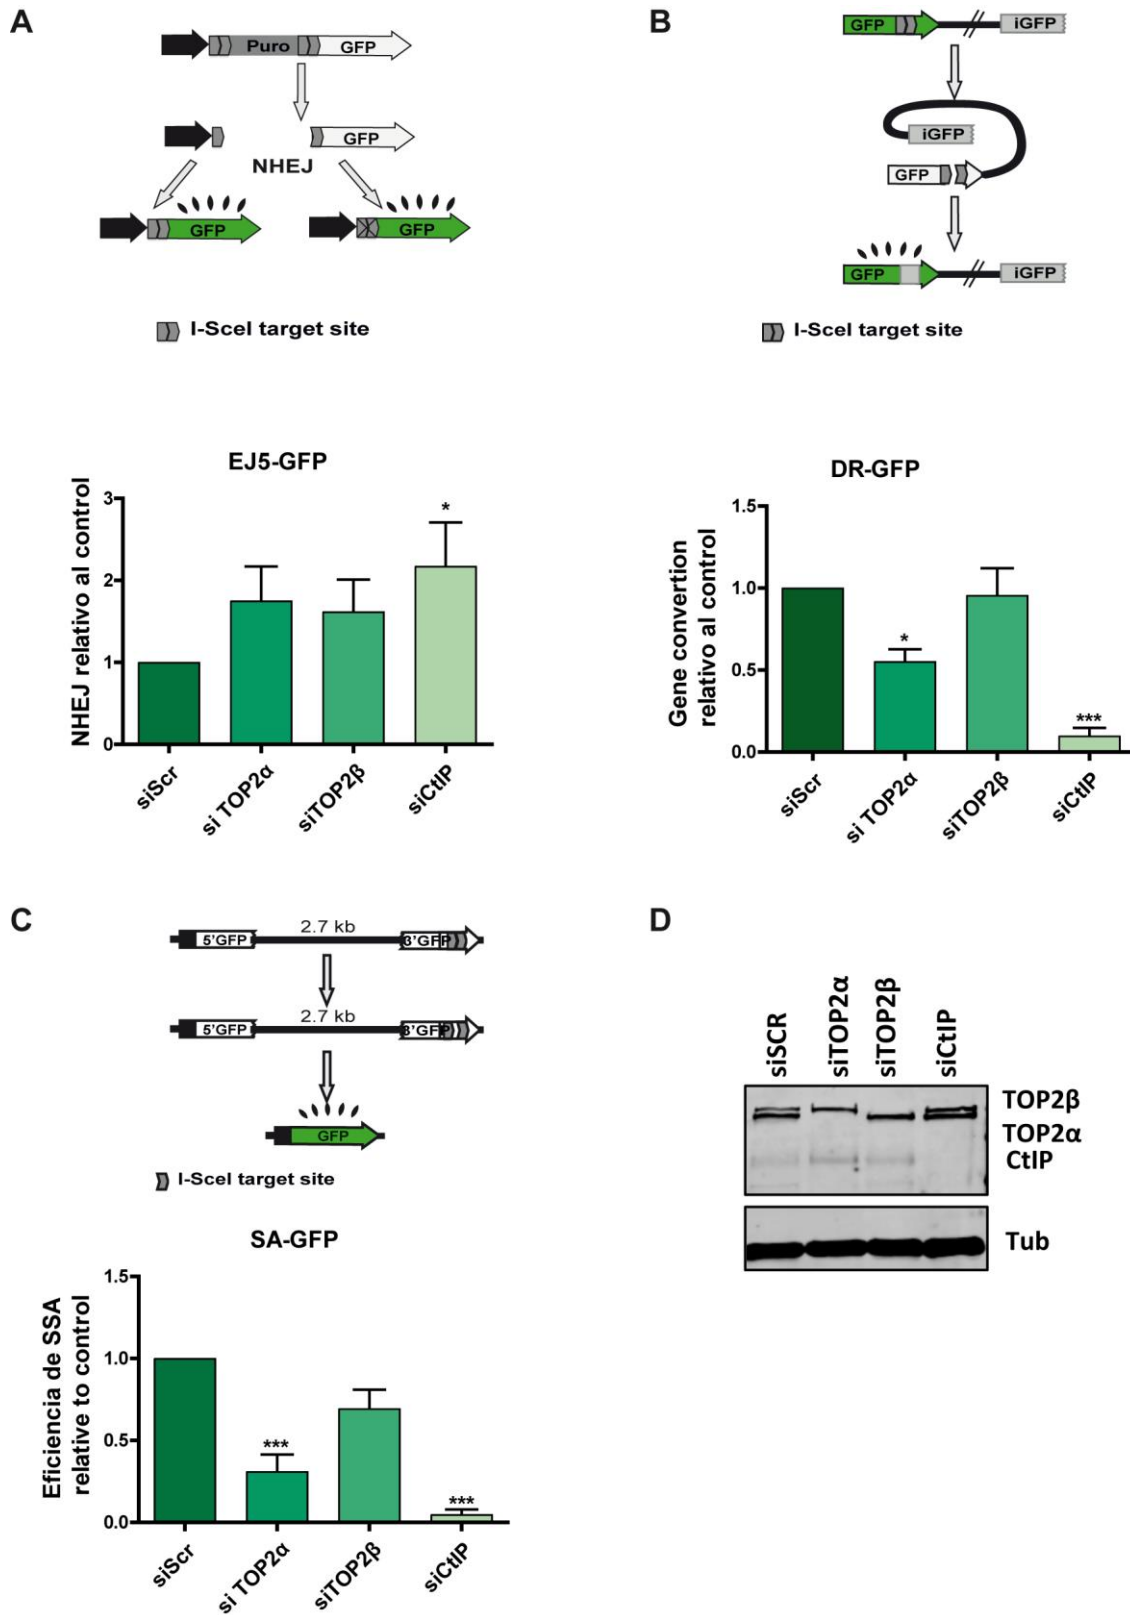 A
Puro
GFP
GFP
NHEJ
GFP
GFP
I-SceI target site
EJ5-GFP
NHEJ relativo al control
3
2
1
0
siScr
si TOP2α
siTOP2β
siCtIP
*
B
GFP
iGFP
iGFP
GFP
GFP
iGFP
I-SceI target site
DR-GFP
Gene convertion
relativo al control
1.5
1.0
0.5
0.0
siScr
si TOP2α
siTOP2β
siCtIP
*
***
C
5'GFP
2.7 kb
3'GFP
5'GFP
2.7 kb
3'GFP
GFP
I-SceI target site
SA-GFP
Eficiencia de SSA
relative to control
1.5
1.0
0.5
0.0
siScr
si TOP2α
siTOP2β
siCtIP
***
***
D
siSCR
siTOP2α
siTOP2β
siCtIP
TOP2β
TOP2α
CtIP
Tub